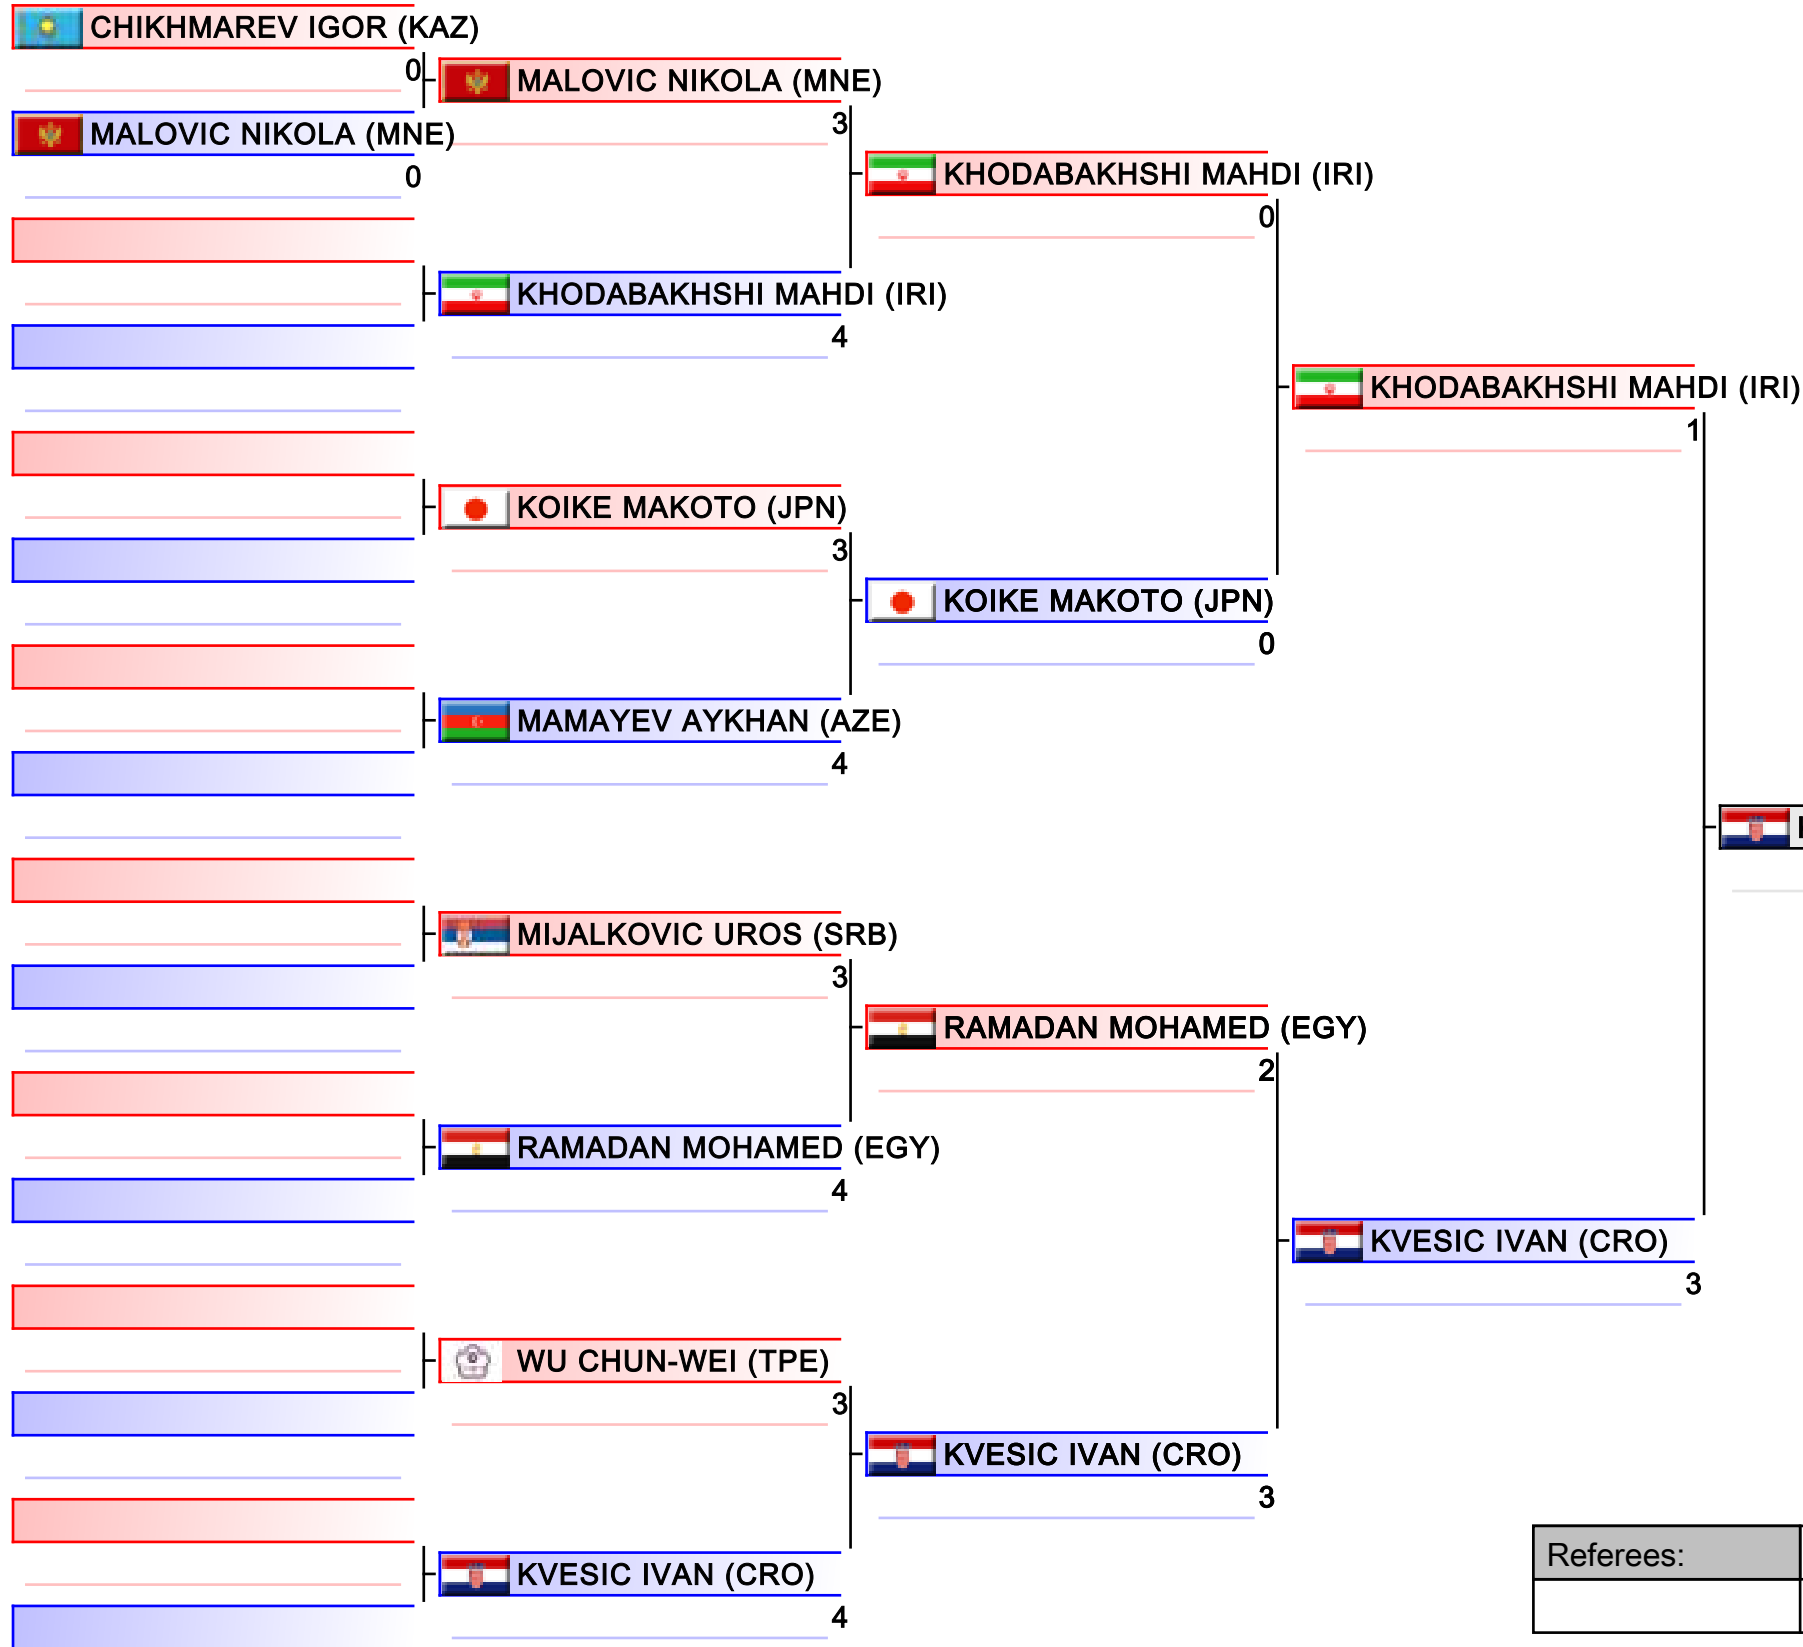 CHIKHMAREV IGOR (KAZ)
0
MALOVIC NIKOLA (MNE)
0
MALOVIC NIKOLA (MNE)
3
KHODABAKHSHI MAHDI (IRI)
4
KOIKE MAKOTO (JPN)
3
MAMAYEV AYKHAN (AZE)
4
MIJALKOVIC UROS (SRB)
3
RAMADAN MOHAMED (EGY)
4
WU CHUN-WEI (TPE)
3
KVESIC IVAN (CRO)
4
KHODABAKHSHI MAHDI (IRI)
0
KOIKE MAKOTO (JPN)
0
RAMADAN MOHAMED (EGY)
2
KVESIC IVAN (CRO)
3
KHODABAKHSHI MAHDI (IRI)
1
KVESIC IVAN (CRO)
3
Referees: